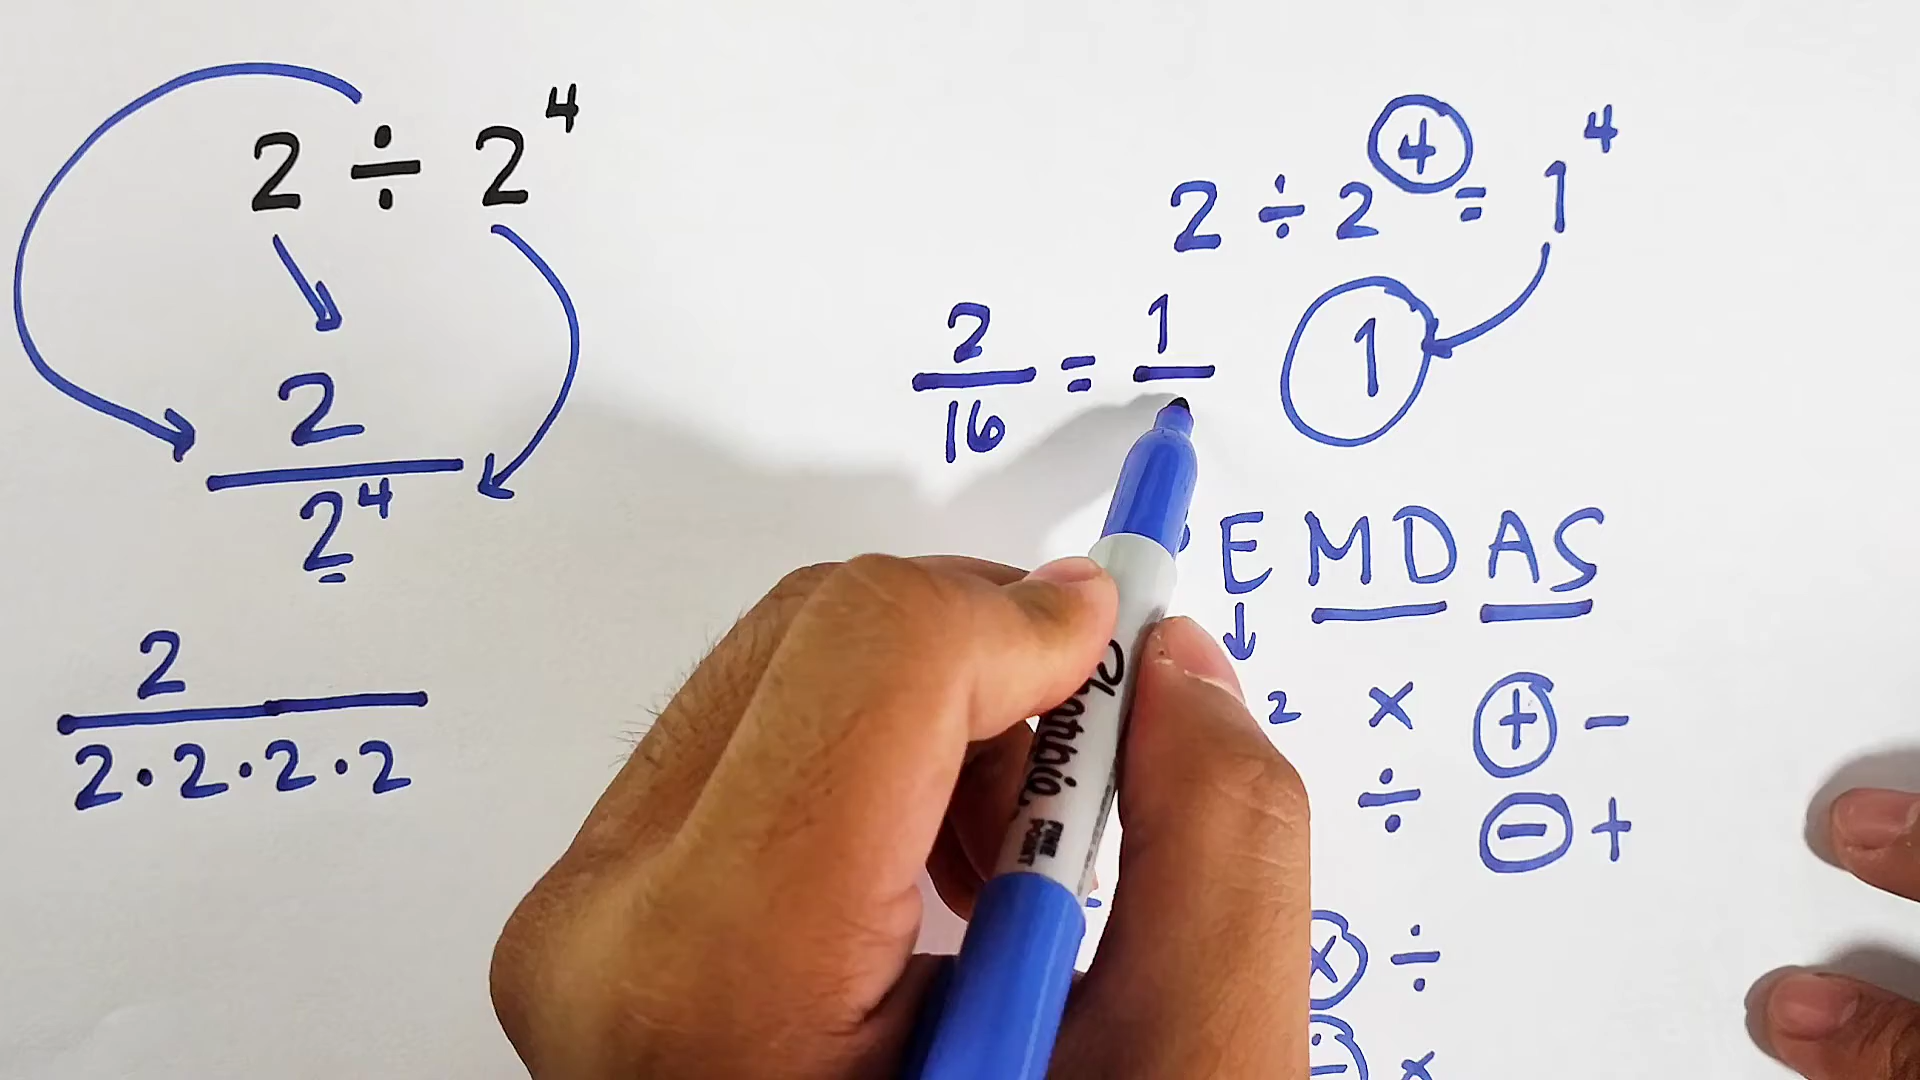 2 ÷ 2⁴
2
2⁴
2
2 · 2 · 2 · 2
2 ÷ 2⁴ = 1⁴
2/16 = 1/
1
E M D A S
2 × + -
÷ - +
× ÷
÷ ×
Sharpie.
FINE POINT